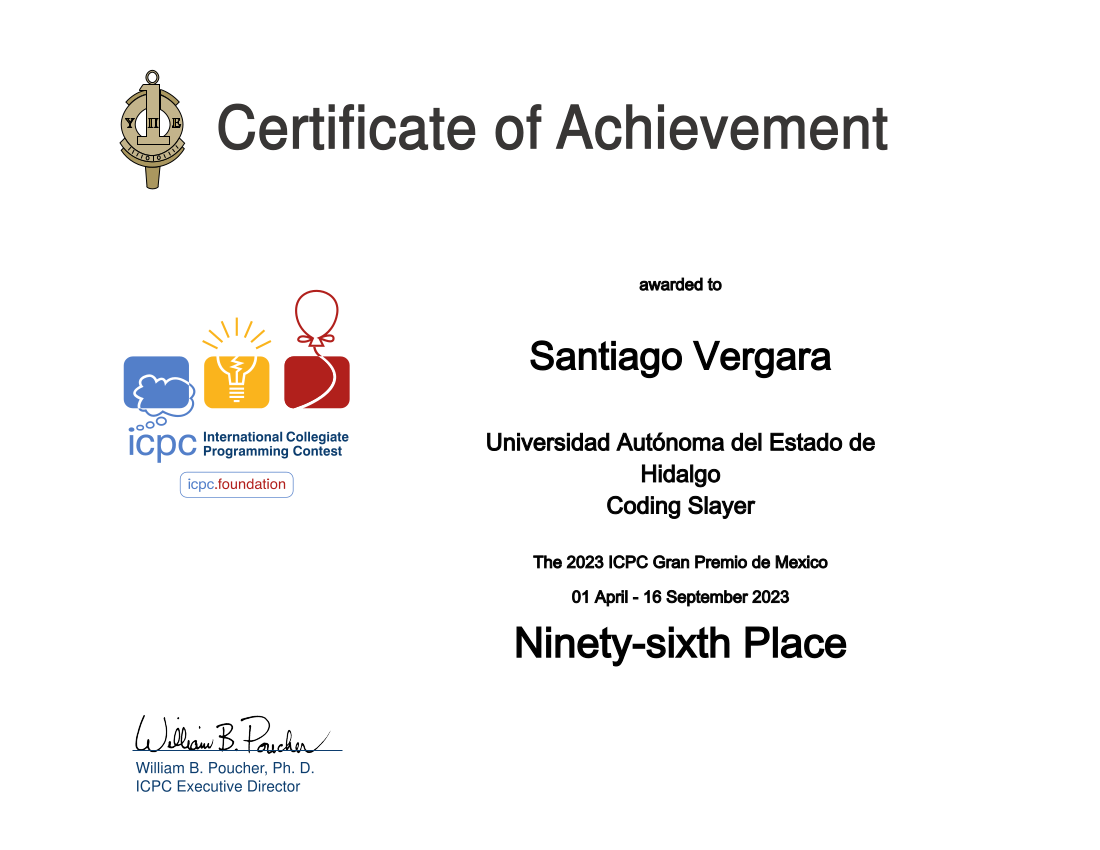 Y Π E
Certificate of Achievement
awarded to
Santiago Vergara
Universidad Autónoma del Estado de
Hidalgo
Coding Slayer
The 2023 ICPC Gran Premio de Mexico
01 April - 16 September 2023
Ninety-sixth Place
icpc International Collegiate
Programming Contest
icpc.foundation
William B. Poucher
William B. Poucher, Ph. D.
ICPC Executive Director